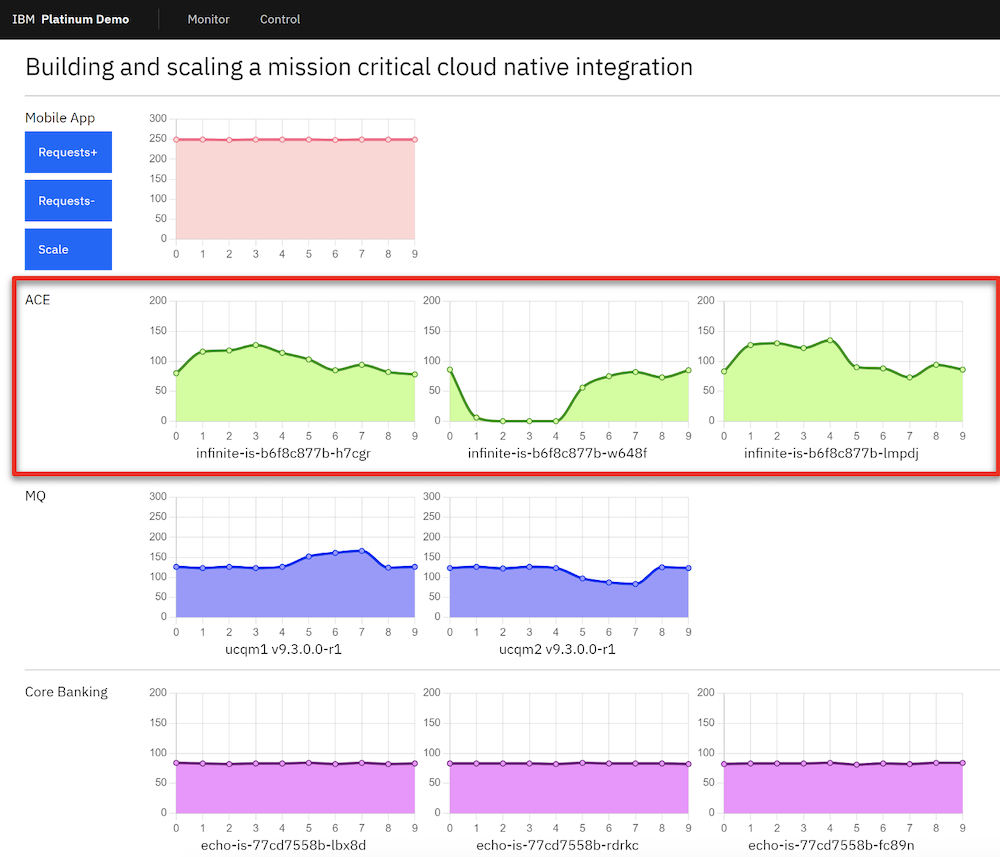 IBM Platinum Demo Monitor Control
Building and scaling a mission critical cloud native integration
Mobile App
Requests+
Requests-
Scale
300
250
200
150
100
50
0
0 1 2 3 4 5 6 7 8 9
ACE
200
150
100
50
0
0 1 2 3 4 5 6 7 8 9
infinite-is-b6f8c877b-h7cgr
200
150
100
50
0
0 1 2 3 4 5 6 7 8 9
infinite-is-b6f8c877b-w648f
200
150
100
50
0
0 1 2 3 4 5 6 7 8 9
infinite-is-b6f8c877b-lmpdj
MQ
300
250
200
150
100
50
0
0 1 2 3 4 5 6 7 8 9
ucqm1 v9.3.0.0-r1
300
250
200
150
100
50
0
0 1 2 3 4 5 6 7 8 9
ucqm2 v9.3.0.0-r1
Core Banking
200
150
100
50
0
0 1 2 3 4 5 6 7 8 9
echo-is-77cd7558b-lbx8d
200
150
100
50
0
0 1 2 3 4 5 6 7 8 9
echo-is-77cd7558b-rdrkc
200
150
100
50
0
0 1 2 3 4 5 6 7 8 9
echo-is-77cd7558b-fc89n